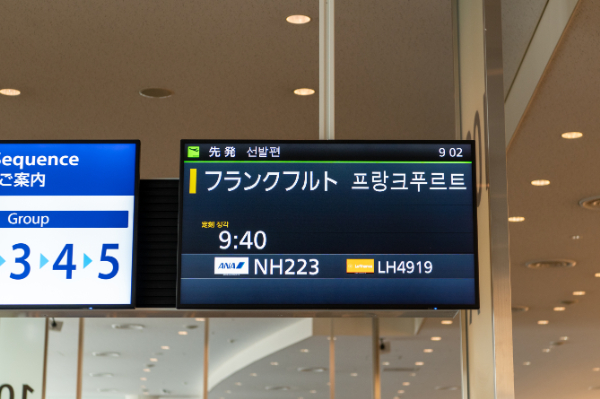 Sequence
ご案内
Group
3 4 5
先発 선발편 9 02
フランクフルト 프랑크푸르트
定刻 정각
9:40
ANA NH223 Lufthansa LH4919